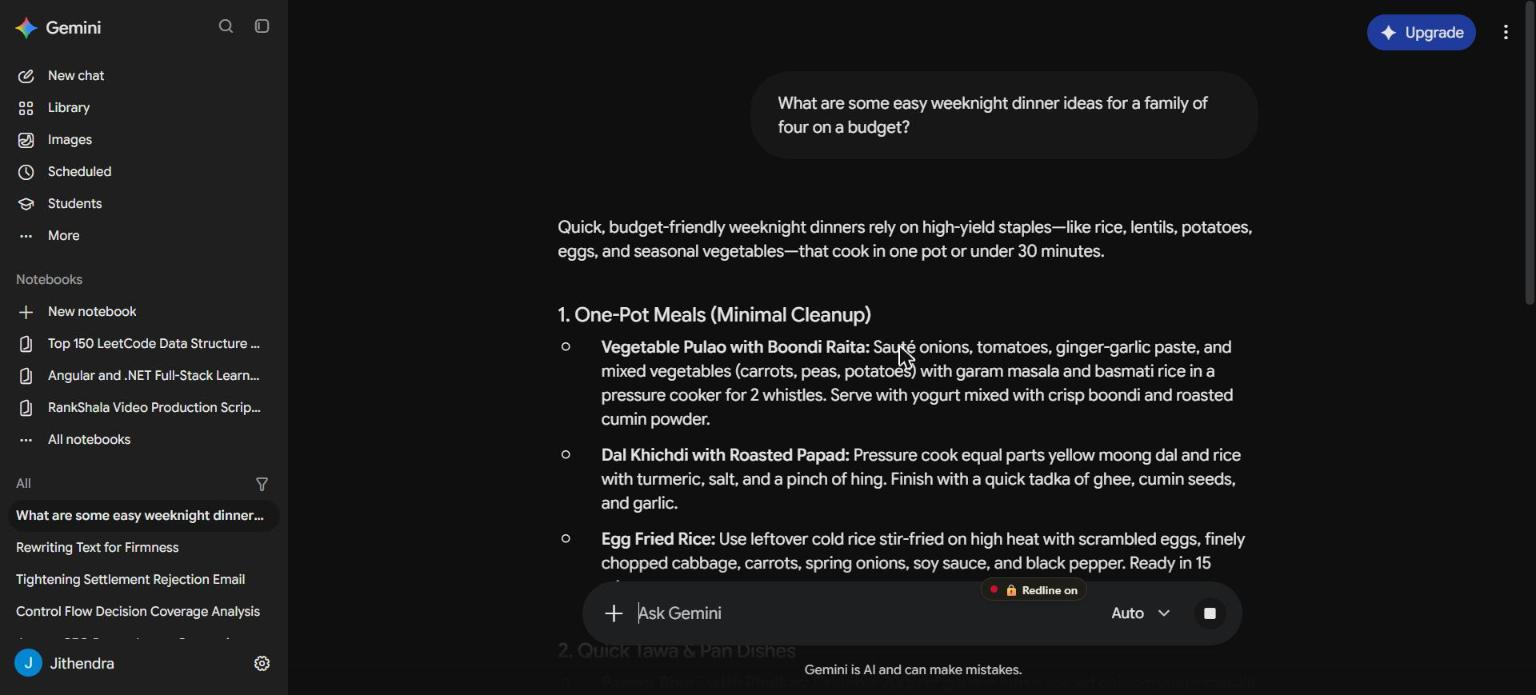 Gemini
Upgrade
New chat
Library
Images
Scheduled
Students
More
Notebooks
New notebook
Top 150 LeetCode Data Structure ...
Angular and .NET Full-Stack Learn...
RankShala Video Production Scrip...
All notebooks
All
What are some easy weeknight dinner...
Rewriting Text for Firmness
Tightening Settlement Rejection Email
Control Flow Decision Coverage Analysis
J Jithendra
What are some easy weeknight dinner ideas for a family of
four on a budget?
Quick, budget-friendly weeknight dinners rely on high-yield staples—like rice, lentils, potatoes,
eggs, and seasonal vegetables—that cook in one pot or under 30 minutes.
1. One-Pot Meals (Minimal Cleanup)
Vegetable Pulao with Boondi Raita: Sauté onions, tomatoes, ginger-garlic paste, and
mixed vegetables (carrots, peas, potatoes) with garam masala and basmati rice in a
pressure cooker for 2 whistles. Serve with yogurt mixed with crisp boondi and roasted
cumin powder.
Dal Khichdi with Roasted Papad: Pressure cook equal parts yellow moong dal and rice
with turmeric, salt, and a pinch of hing. Finish with a quick tadka of ghee, cumin seeds,
and garlic.
Egg Fried Rice: Use leftover cold rice stir-fried on high heat with scrambled eggs, finely
chopped cabbage, carrots, spring onions, soy sauce, and black pepper. Ready in 15
Redline on
Ask Gemini
Auto
2. Quick Tawa & Pan Dishes
Gemini is AI and can make mistakes.